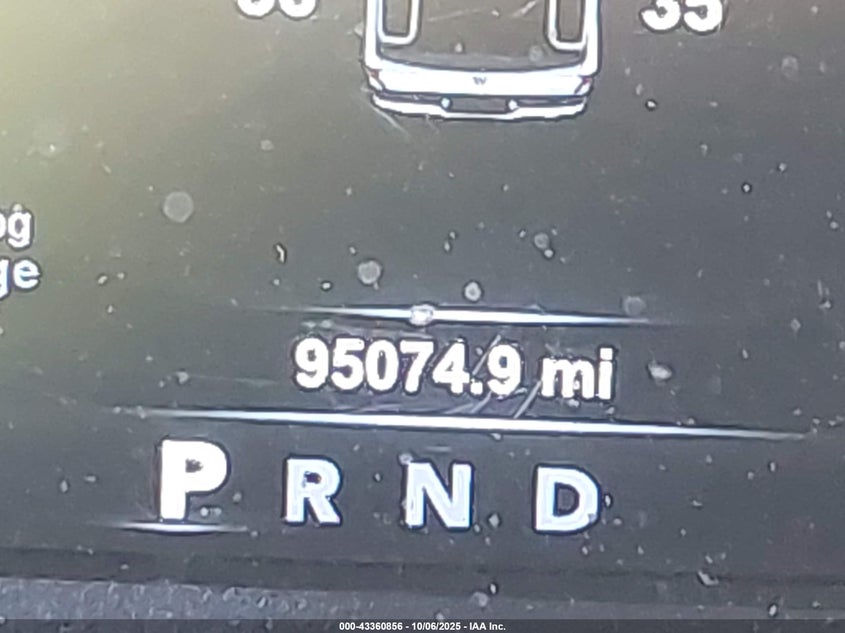 35
95074.9 mi
P R N D
000-43360856 - 10/06/2025 - IAA Inc.